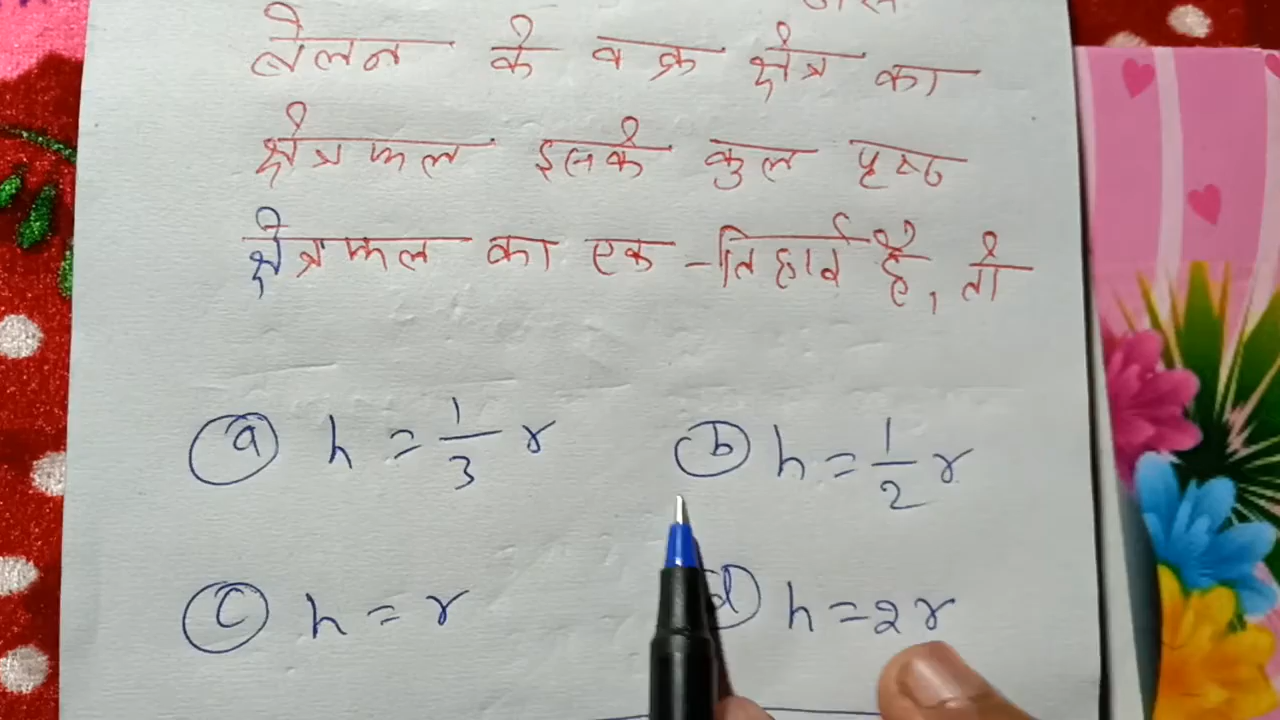 बेलन के वक्र क्षेत्र का
क्षेत्रफल इसके कुल पृष्ठ
क्षेत्रफल का एक-तिहाई है, तो
(a) h = 1/3 r (b) h = 1/2 r
(c) h = r (d) h = 2r